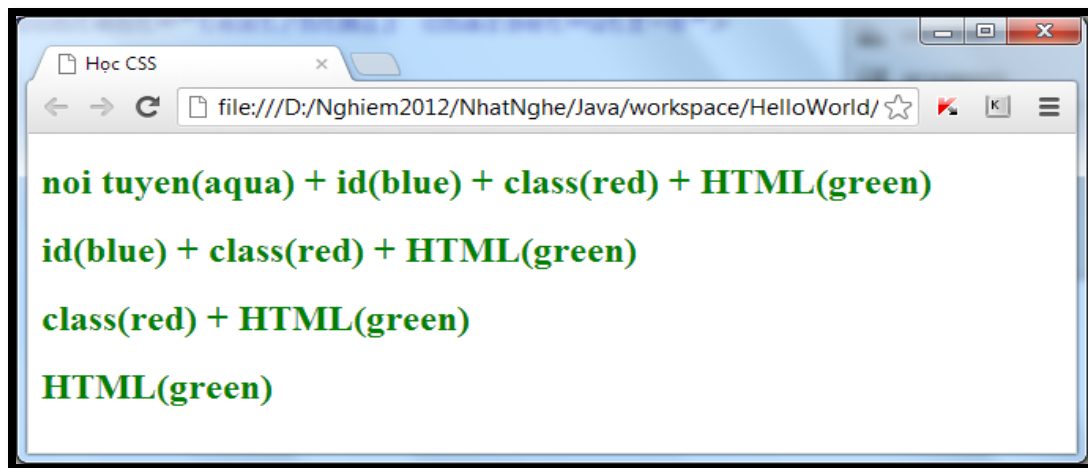 Học CSS
file:///D:/Nghiem2012/NhatNghe/Java/workspace/HelloWorld/
K
noi tuyen(aqua) + id(blue) + class(red) + HTML(green)
id(blue) + class(red) + HTML(green)
class(red) + HTML(green)
HTML(green)